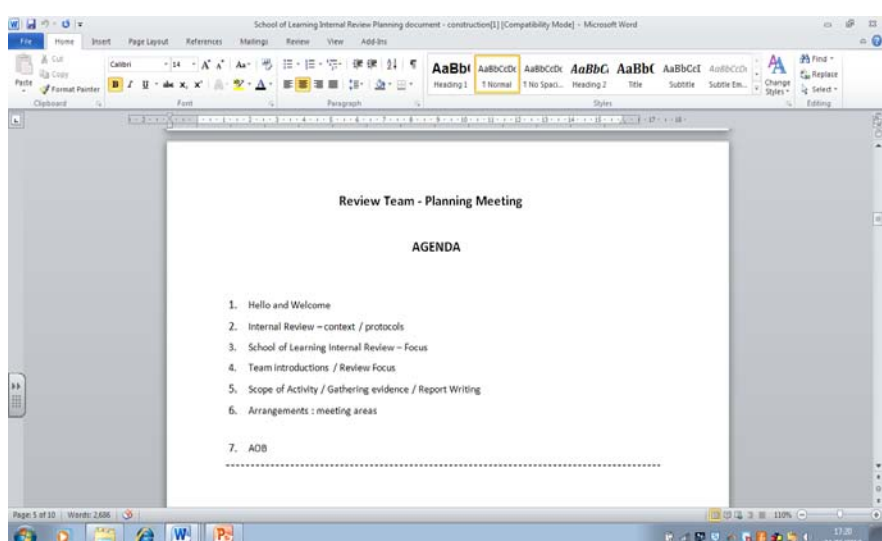 School of Learning Internal Review Planning document - construction[1] [Compatibility Mode] - Microsoft Word
File Home Insert Page Layout References Mailings Review View Add-Ins
Cut
Copy
Format Painter
Paste
Calibri 14
AaBbCcDc AaBbCcDc AaBbC AaBbCcI AaBbCcDc
Heading 1 ¶ Normal ¶ No Spaci... Heading 2 Title Subtitle Subtle Em...
Change Styles
Find
Replace
Select
Clipboard Font Paragraph Styles Editing
Review Team - Planning Meeting
AGENDA
1. Hello and Welcome
2. Internal Review – context / protocols
3. School of Learning Internal Review – Focus
4. Team introductions / Review Focus
5. Scope of Activity / Gathering evidence / Report Writing
6. Arrangements : meeting areas
7. AOB
Page: 5 of 10 Words: 2,686 110%
17:20